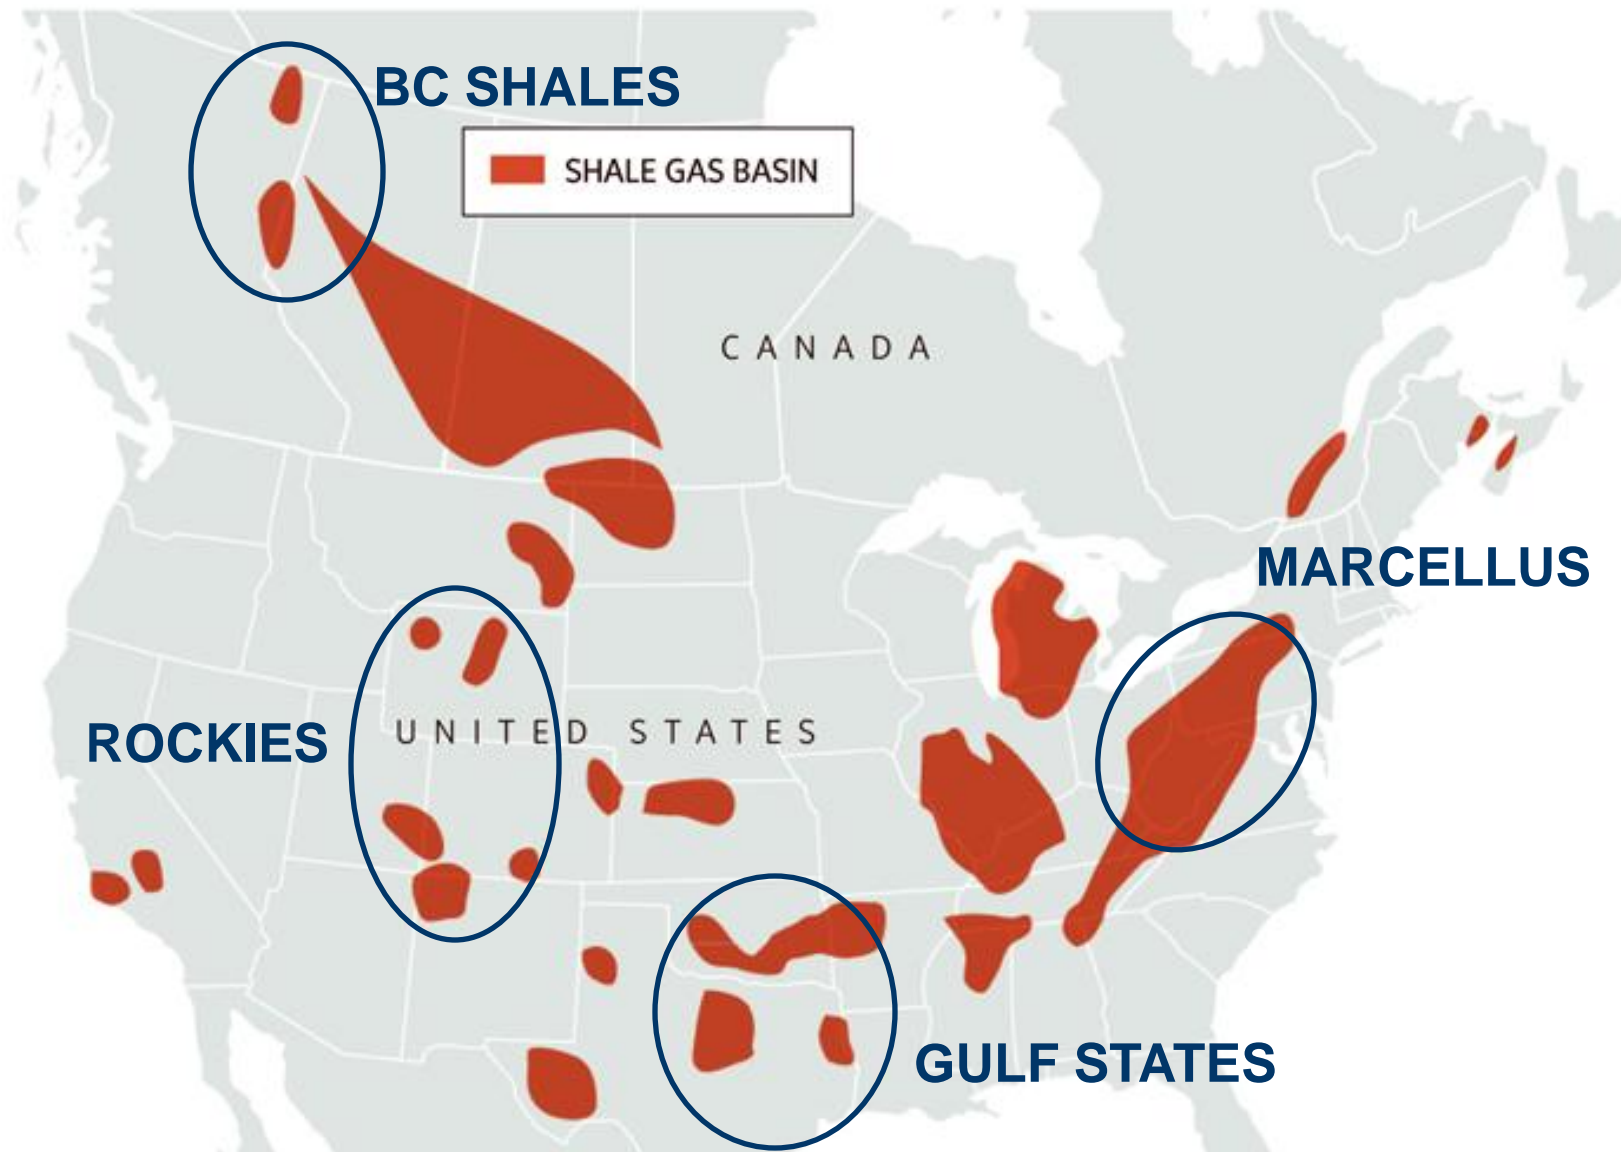 BC SHALES
SHALE GAS BASIN
CANADA
MARCELLUS
UNITED STATES
ROCKIES
GULF STATES